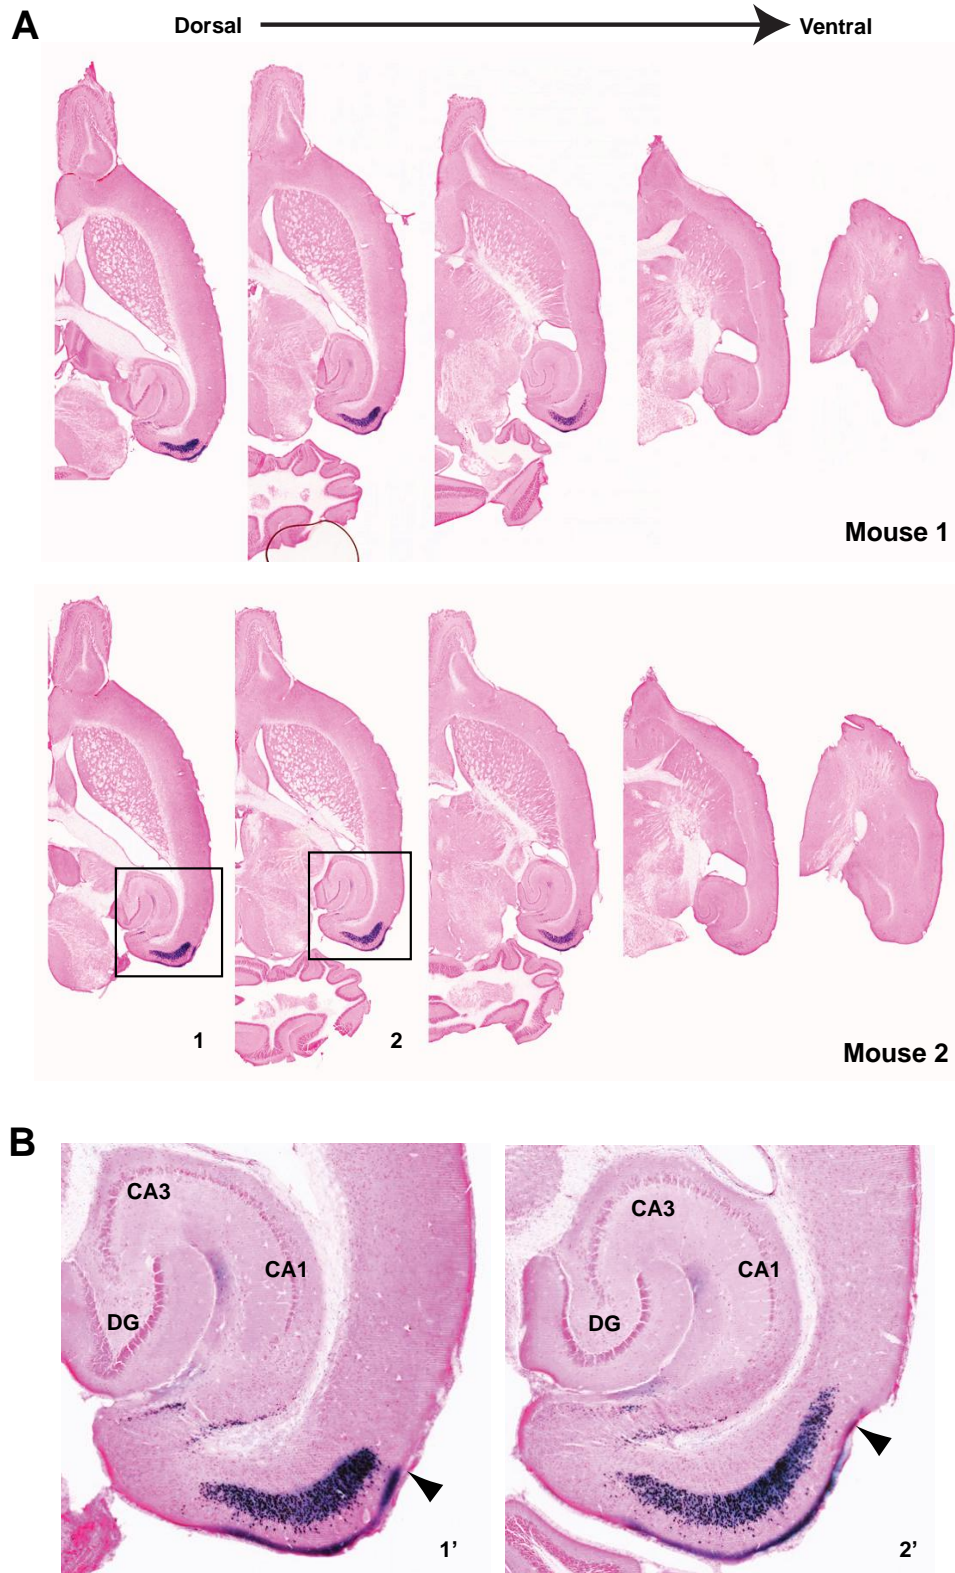 A
Dorsal
Ventral
Mouse 1
1
2
Mouse 2
B
CA3
CA1
DG
1’
CA3
CA1
DG
2’